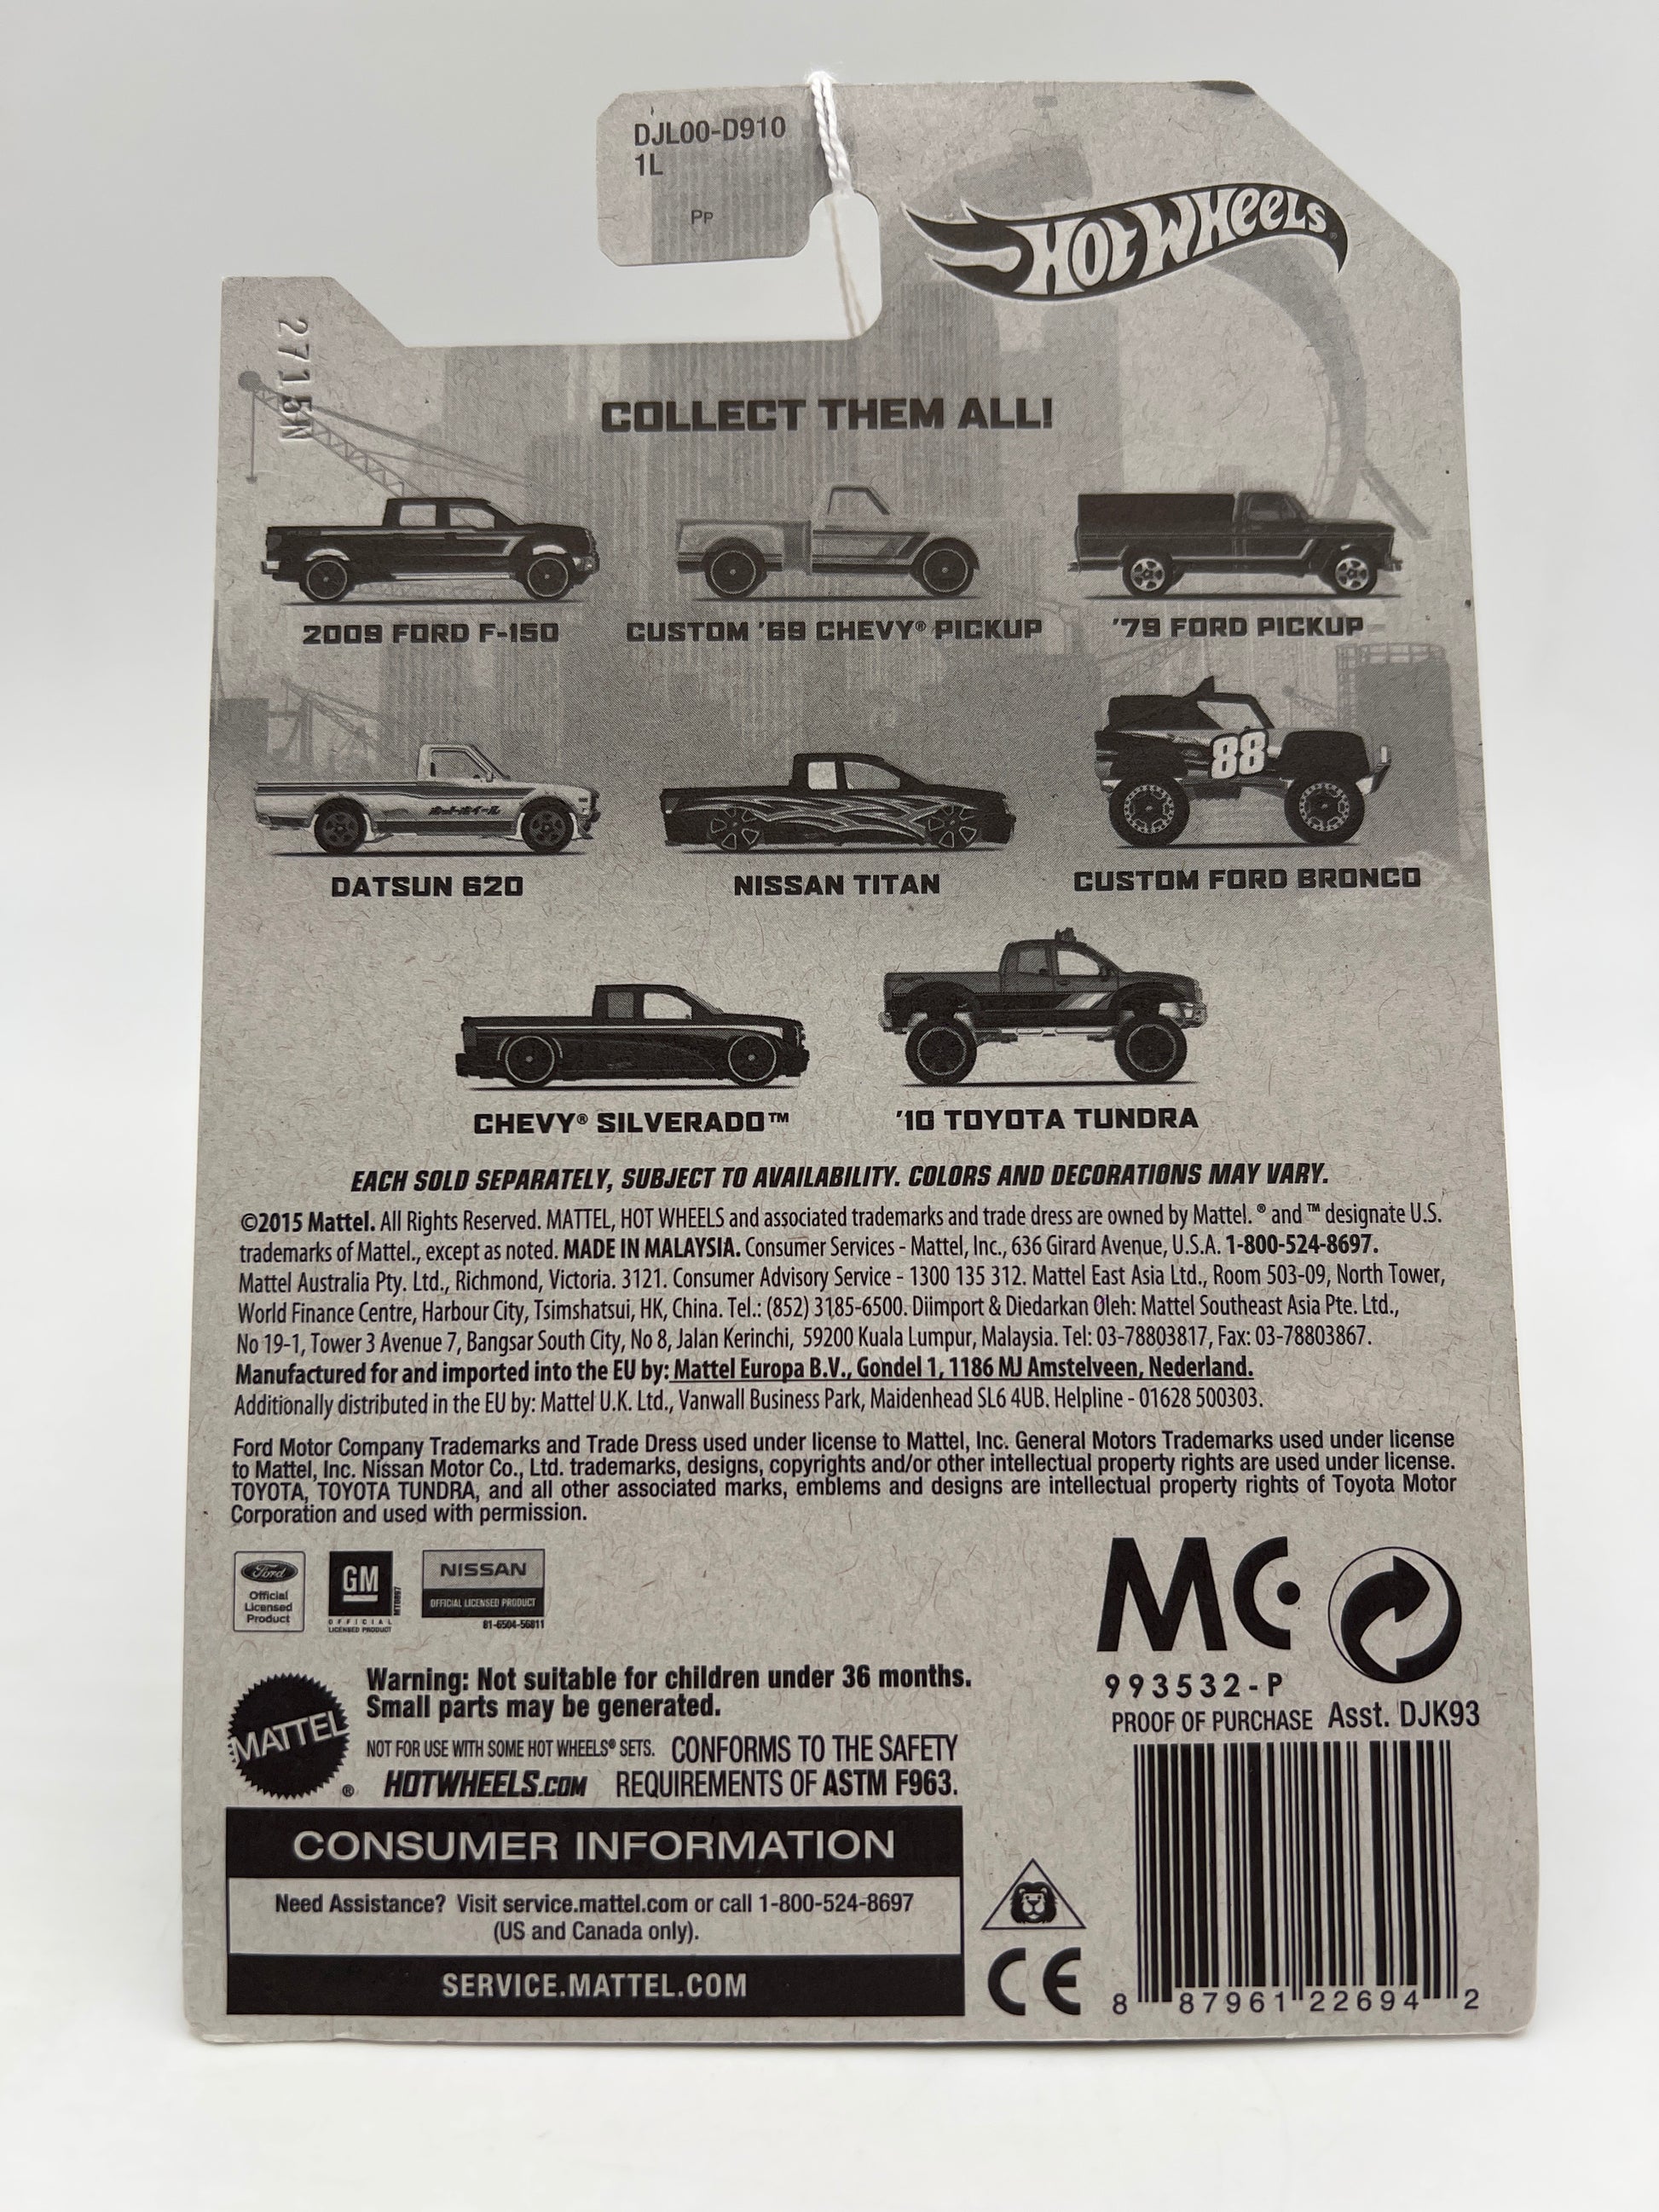 DJL00-D910
1L
PP
HOT WHEELS®
2715N
COLLECT THEM ALL!
2009 FORD F-150
CUSTOM '69 CHEVY® PICKUP
'79 FORD PICKUP
ホットホイール
88
DATSUN 620
NISSAN TITAN
CUSTOM FORD BRONCO
CHEVY® SILVERADO™
'10 TOYOTA TUNDRA
EACH SOLD SEPARATELY, SUBJECT TO AVAILABILITY. COLORS AND DECORATIONS MAY VARY.
©2015 Mattel. All Rights Reserved. MATTEL, HOT WHEELS and associated trademarks and trade dress are owned by Mattel. ® and ™ designate U.S.
trademarks of Mattel., except as noted. MADE IN MALAYSIA. Consumer Services - Mattel, Inc., 636 Girard Avenue, U.S.A. 1-800-524-8697.
Mattel Australia Pty. Ltd., Richmond, Victoria. 3121. Consumer Advisory Service - 1300 135 312. Mattel East Asia Ltd., Room 503-09, North Tower,
World Finance Centre, Harbour City, Tsimshatsui, HK, China. Tel.: (852) 3185-6500. Diimport & Diedarkan Oleh: Mattel Southeast Asia Pte. Ltd.,
No 19-1, Tower 3 Avenue 7, Bangsar South City, No 8, Jalan Kerinchi, 59200 Kuala Lumpur, Malaysia. Tel: 03-78803817, Fax: 03-78803867.
Manufactured for and imported into the EU by: Mattel Europa B.V., Gondel 1, 1186 MJ Amstelveen, Nederland.
Additionally distributed in the EU by: Mattel U.K. Ltd., Vanwall Business Park, Maidenhead SL6 4UB. Helpline - 01628 500303.
Ford Motor Company Trademarks and Trade Dress used under license to Mattel, Inc. General Motors Trademarks used under license
to Mattel, Inc. Nissan Motor Co., Ltd. trademarks, designs, copyrights and/or other intellectual property rights are used under license.
TOYOTA, TOYOTA TUNDRA, and all other associated marks, emblems and designs are intellectual property rights of Toyota Motor
Corporation and used with permission.
Ford
Official
Licensed
Product
GM
OFFICIAL
LICENSED PRODUCT
MT0897
NISSAN
OFFICIAL LICENSED PRODUCT
81-6504-56811
MC
993532-P
PROOF OF PURCHASE Asst. DJK93
MATTEL®
Warning: Not suitable for children under 36 months.
Small parts may be generated.
NOT FOR USE WITH SOME HOT WHEELS® SETS. CONFORMS TO THE SAFETY
HOTWHEELS.COM REQUIREMENTS OF ASTM F963.
CONSUMER INFORMATION
Need Assistance? Visit service.mattel.com or call 1-800-524-8697
(US and Canada only).
SERVICE.MATTEL.COM
CE
8 87961 22694 2